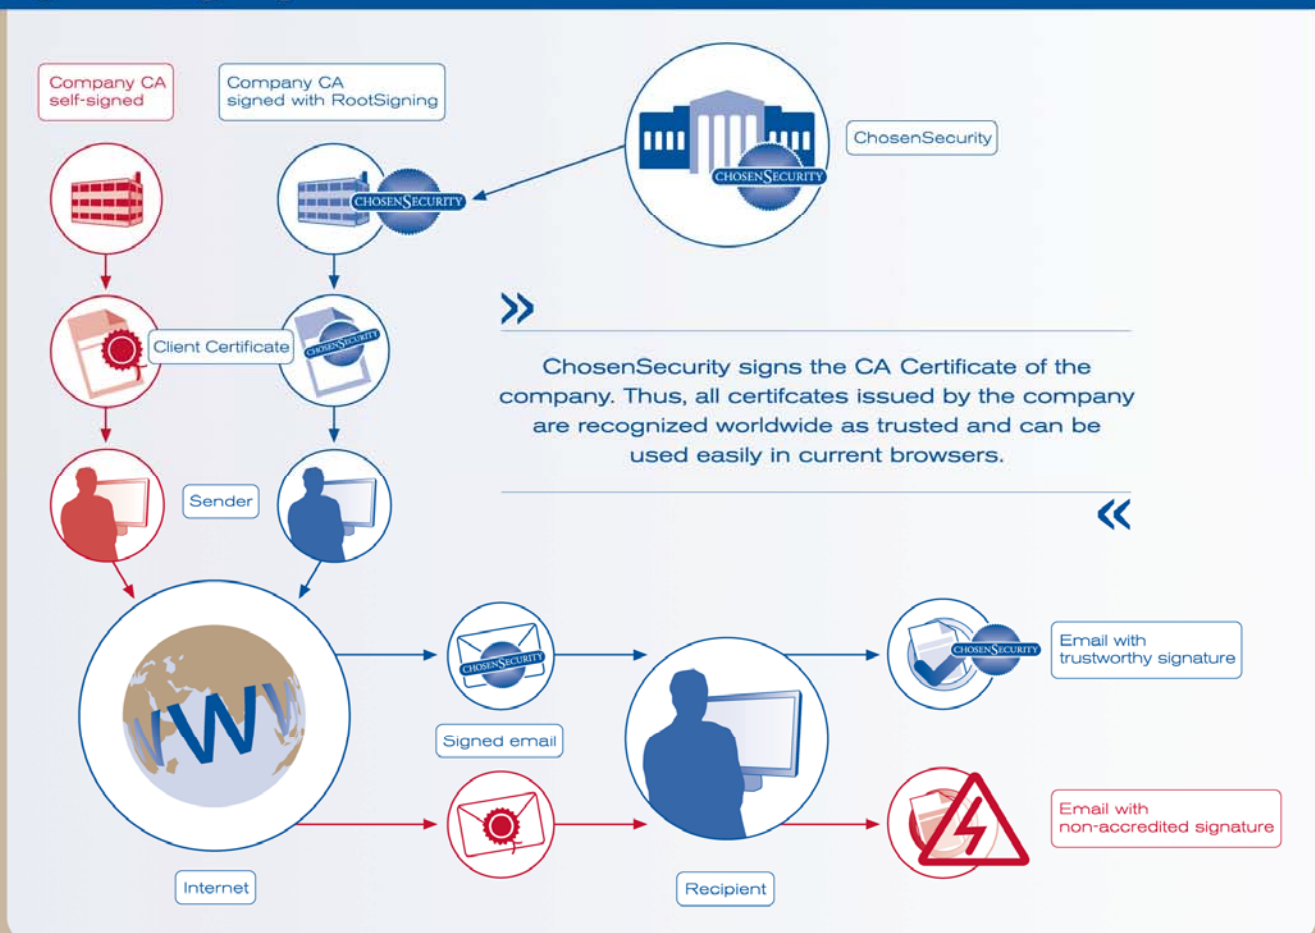 Company CA
self-signed
Company CA
signed with RootSigning
ChosenSecurity
CHOSENSECURITY
CHOSENSECURITY
Client Certificate
CHOSENSECURITY
»
ChosenSecurity signs the CA Certificate of the
company. Thus, all certifcates issued by the company
are recognized worldwide as trusted and can be
used easily in current browsers.
«
Sender
W W W
CHOSENSECURITY
CHOSENSECURITY
Email with
trustworthy signature
Signed email
Email with
non-accredited signature
Internet
Recipient